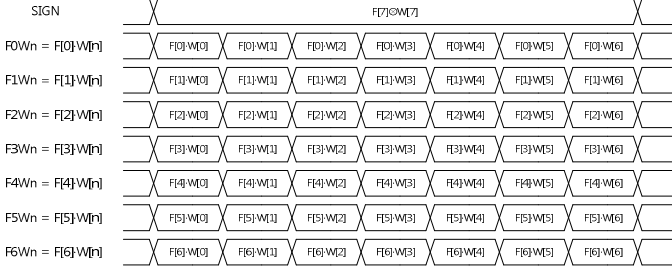 SIGN F[7]⊙W[7]
F0Wn = F[0]·W[n] F[0]·W[0] F[0]·W[1] F[0]·W[2] F[0]·W[3] F[0]·W[4] F[0]·W[5] F[0]·W[6]
F1Wn = F[1]·W[n] F[1]·W[0] F[1]·W[1] F[1]·W[2] F[1]·W[3] F[1]·W[4] F[1]·W[5] F[1]·W[6]
F2Wn = F[2]·W[n] F[2]·W[0] F[2]·W[1] F[2]·W[2] F[2]·W[3] F[2]·W[4] F[2]·W[5] F[2]·W[6]
F3Wn = F[3]·W[n] F[3]·W[0] F[3]·W[1] F[3]·W[2] F[3]·W[3] F[3]·W[4] F[3]·W[5] F[3]·W[6]
F4Wn = F[4]·W[n] F[4]·W[0] F[4]·W[1] F[4]·W[2] F[4]·W[3] F[4]·W[4] F[4]·W[5] F[4]·W[6]
F5Wn = F[5]·W[n] F[5]·W[0] F[5]·W[1] F[5]·W[2] F[5]·W[3] F[5]·W[4] F[5]·W[5] F[5]·W[6]
F6Wn = F[6]·W[n] F[6]·W[0] F[6]·W[1] F[6]·W[2] F[6]·W[3] F[6]·W[4] F[6]·W[5] F[6]·W[6]